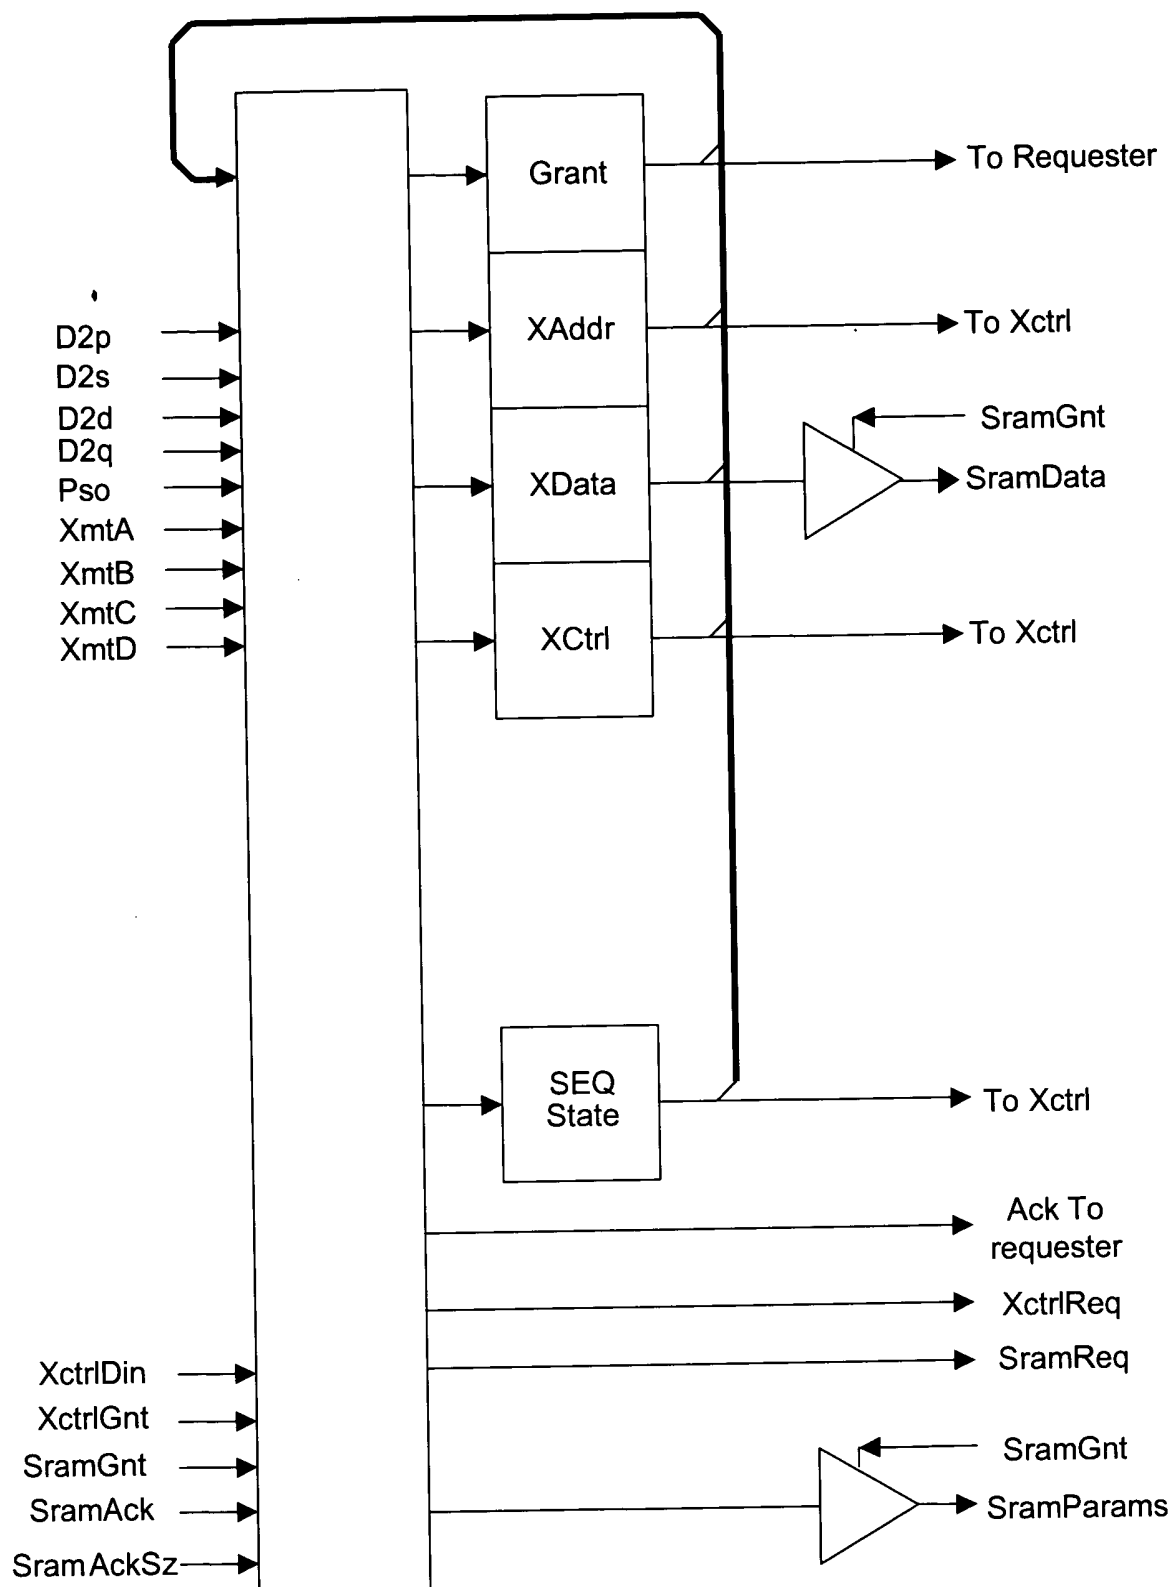 Grant
To Requester
D2p
XAddr
To Xctrl
D2s
D2d
SramGnt
D2q
Pso
XData
SramData
XmtA
XmtB
XmtC
XCtrl
To Xctrl
XmtD
SEQ
State
To Xctrl
Ack To
requester
XctrlReq
SramReq
XctrlDin
XctrlGnt
SramGnt
SramGnt
SramAck
SramParams
SramAckSz